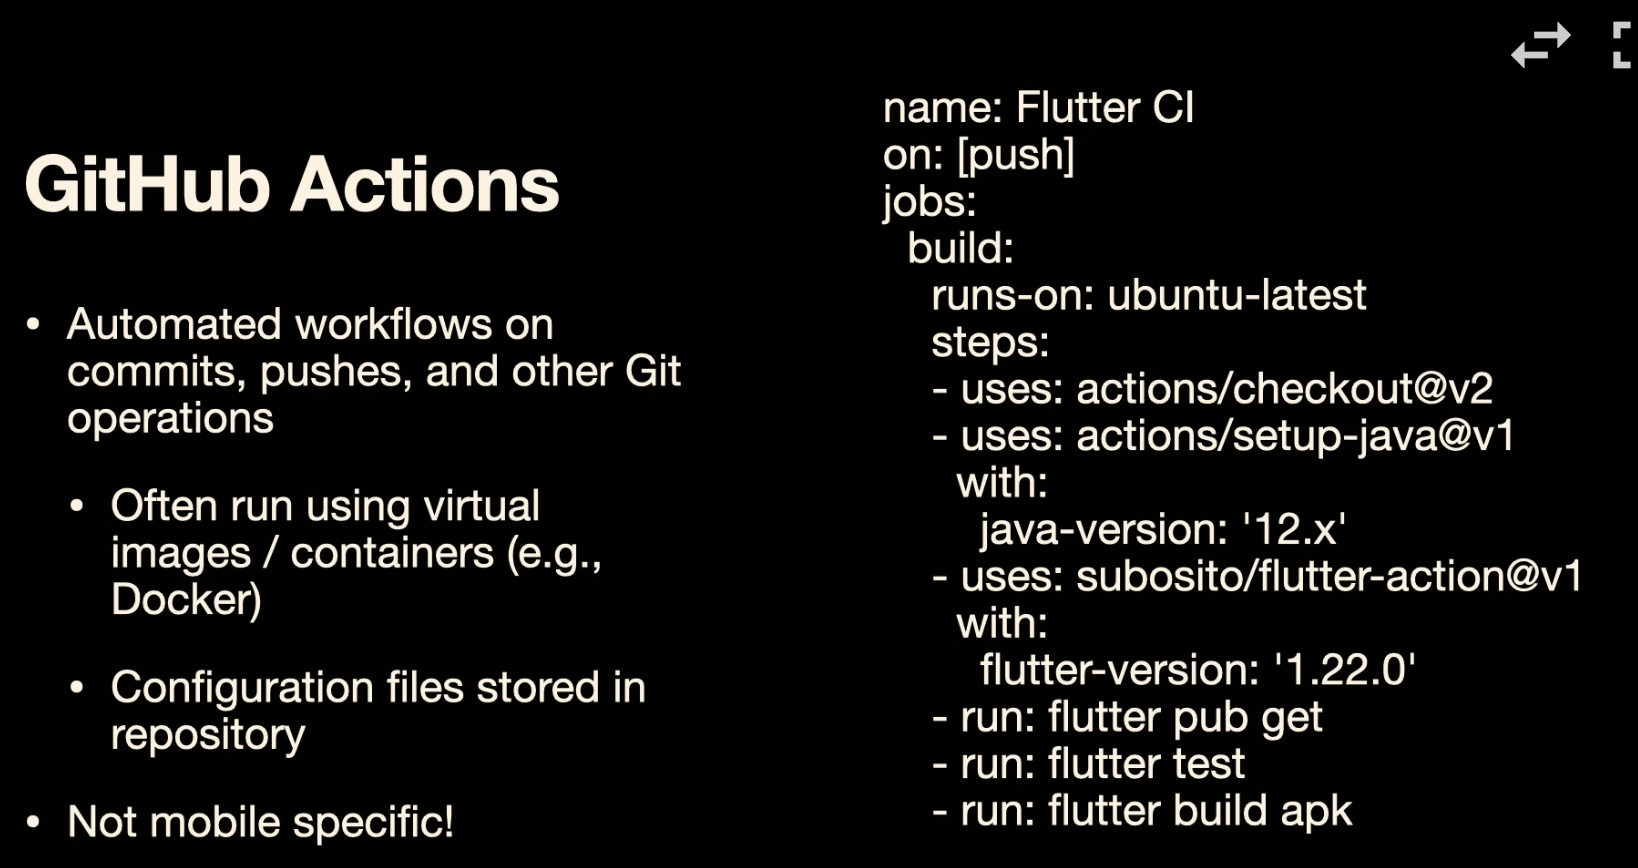 GitHub Actions
• Automated workflows on
commits, pushes, and other Git
operations
• Often run using virtual
images / containers (e.g.,
Docker)
• Configuration files stored in
repository
• Not mobile specific!
name: Flutter CI
on: [push]
jobs:
  build:
    runs-on: ubuntu-latest
    steps:
    - uses: actions/checkout@v2
    - uses: actions/setup-java@v1
      with:
        java-version: '12.x'
    - uses: subosito/flutter-action@v1
      with:
        flutter-version: '1.22.0'
    - run: flutter pub get
    - run: flutter test
    - run: flutter build apk